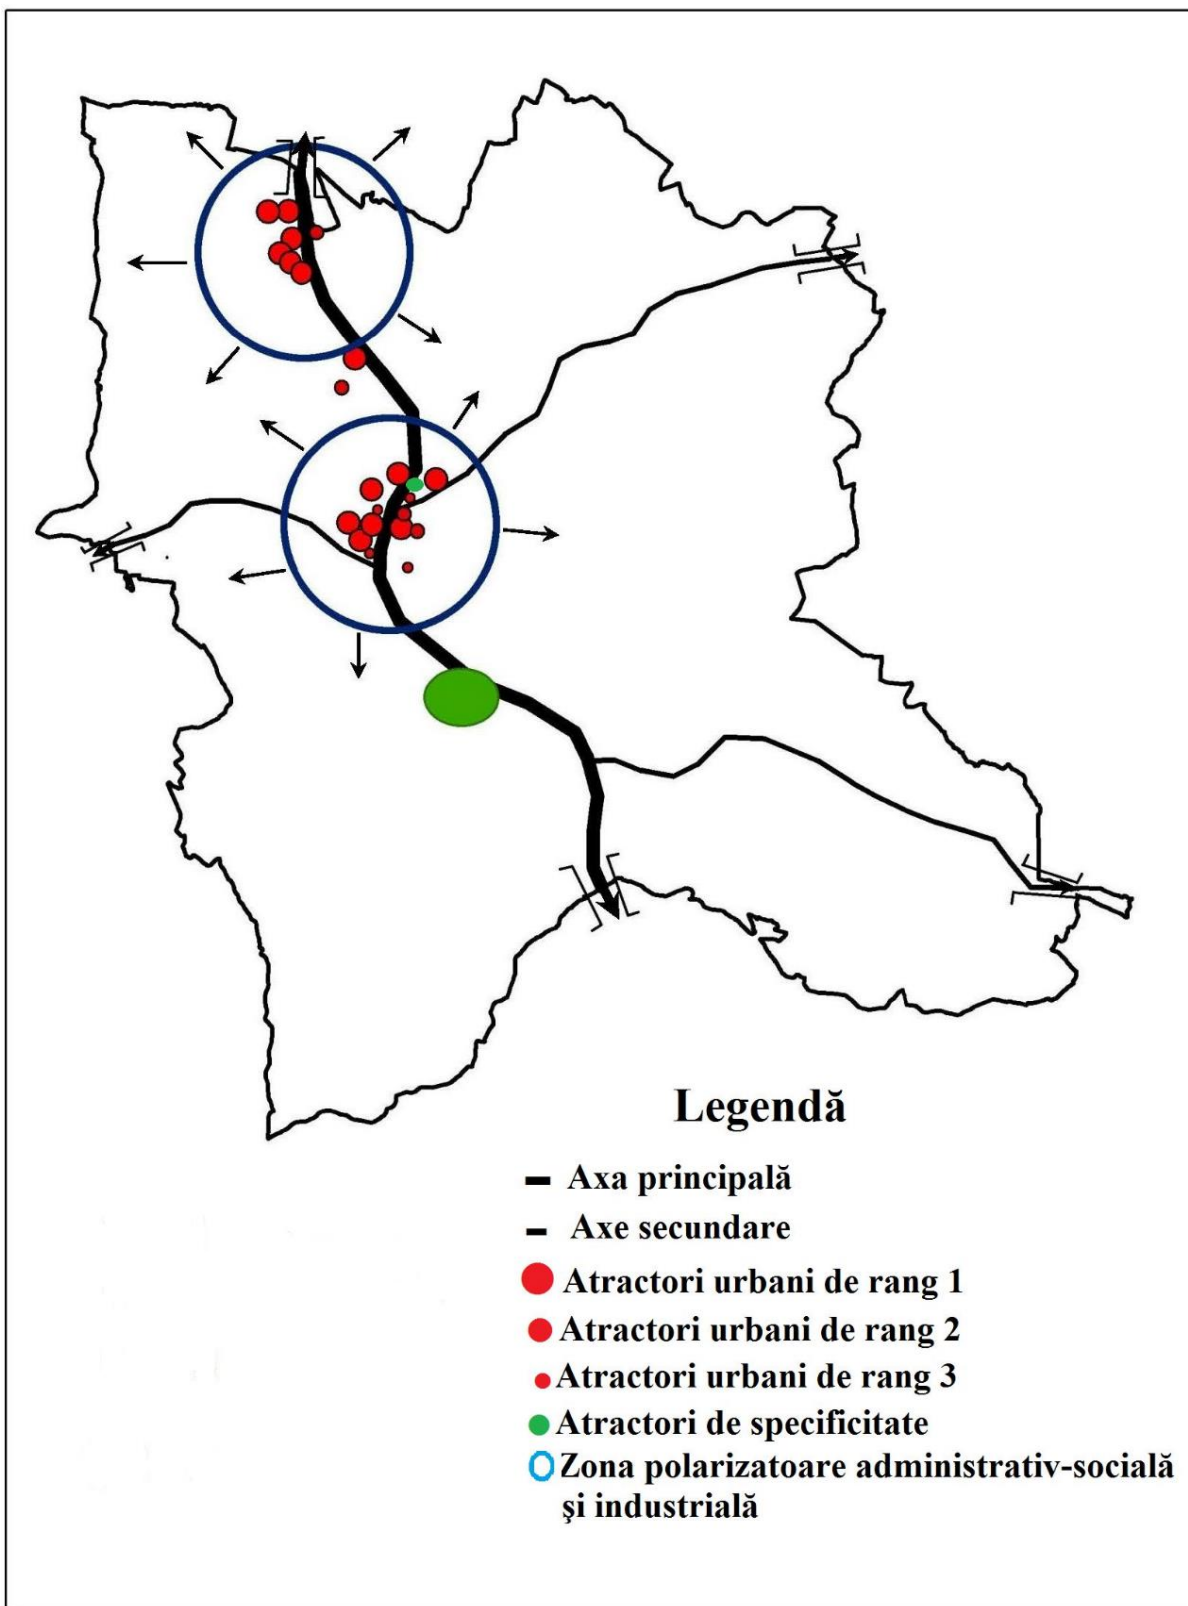 Legendă
Axa principală
Axe secundare
Atractori urbani de rang 1
Atractori urbani de rang 2
Atractori urbani de rang 3
Atractori de specificitate
Zona polarizatoare administrativ-socială
şi industrială